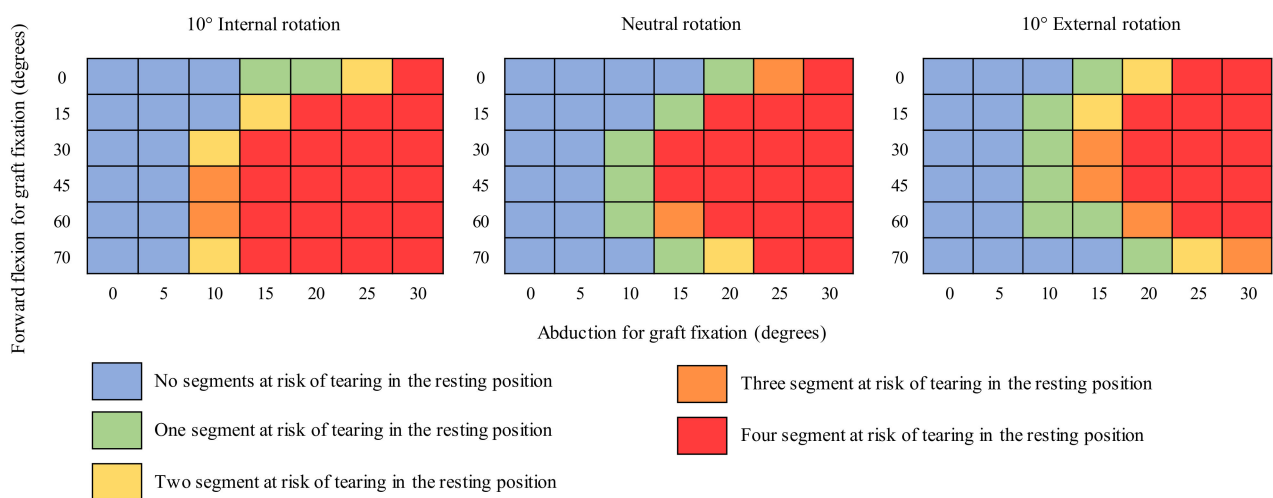 10° Internal rotation
Neutral rotation
10° External rotation
Forward flexion for graft fixation (degrees)
0
15
30
45
60
70
0 5 10 15 20 25 30
0
15
30
45
60
70
0 5 10 15 20 25 30
0
15
30
45
60
70
0 5 10 15 20 25 30
Abduction for graft fixation (degrees)
No segments at risk of tearing in the resting position
One segment at risk of tearing in the resting position
Two segment at risk of tearing in the resting position
Three segment at risk of tearing in the resting position
Four segment at risk of tearing in the resting position